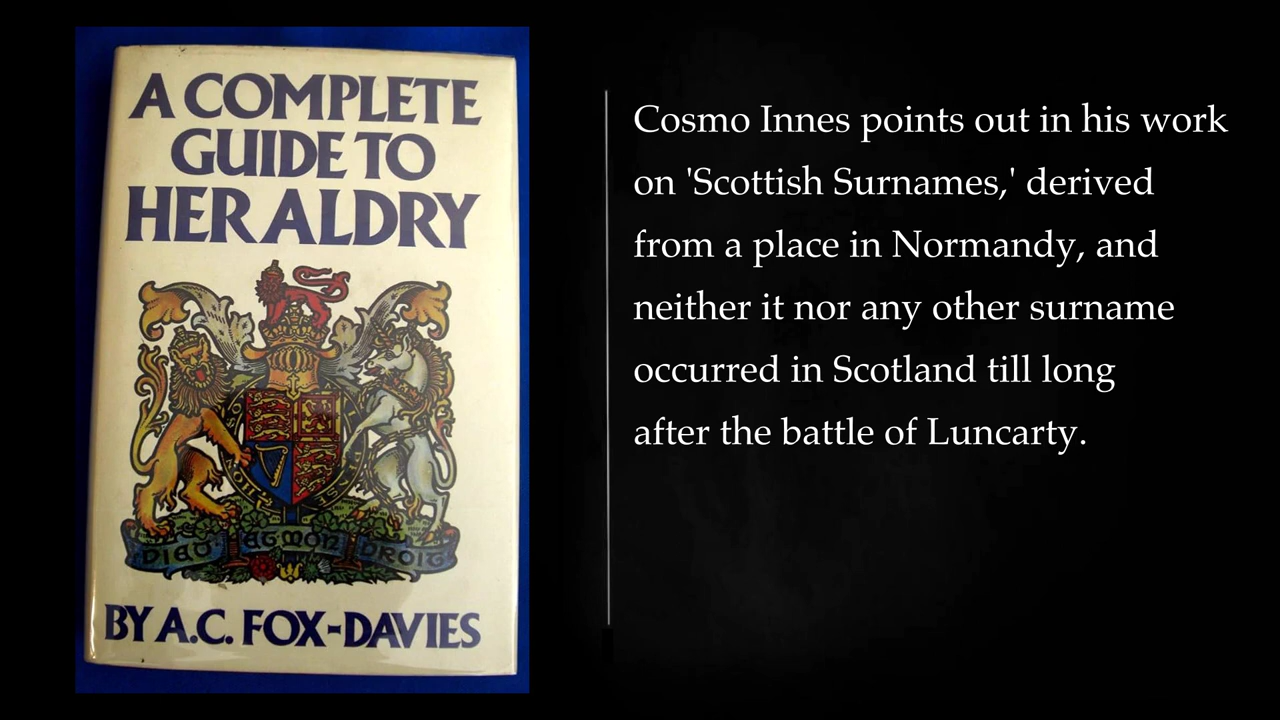 A COMPLETE
GUIDE TO
HERALDRY
DIEU ET MON DROIT
BY A.C. FOX-DAVIES
Cosmo Innes points out in his work
on 'Scottish Surnames,' derived
from a place in Normandy, and
neither it nor any other surname
occurred in Scotland till long
after the battle of Luncarty.